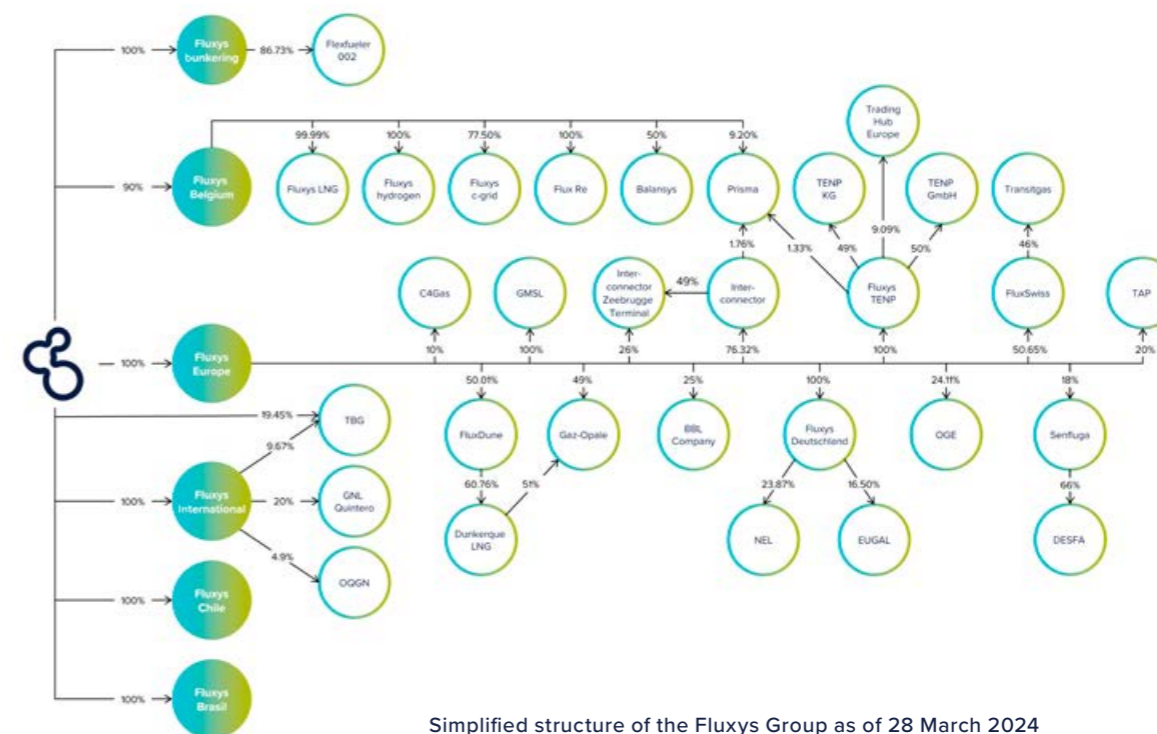 100%
Fluxys
bunkering
86.73%
Flexfueler
002
99.99%
100%
77.50%
100%
50%
9.20%
Trading
Hub
Europe
90%
Fluxys
Belgium
Fluxys LNG
Fluxys
hydrogen
Fluxys
c-grid
Flux Re
Balansys
Prisma
TENP
KG
TENP
GmbH
Transitgas
1.76%
1.33%
49%
9.09%
50%
46%
C4Gas
GMSL
Inter-
connector
Zeebrugge
Terminal
49%
Inter-
connector
Fluxys
TENP
FluxSwiss
TAP
10%
100%
26%
76.32%
100%
50.65%
20%
100%
Fluxys
Europe
50.01%
49%
25%
100%
24.11%
18%
19.45%
TBG
9.67%
FluxDune
Gaz-Opale
BBL
Company
Fluxys
Deutschland
OGE
Senfluga
60.76%
51%
23.87%
16.50%
66%
100%
Fluxys
International
20%
GNL
Quintero
Dunkerque
LNG
NEL
EUGAL
DESFA
4.9%
OQGN
100%
Fluxys
Chile
100%
Fluxys
Brasil
Simplified structure of the Fluxys Group as of 28 March 2024